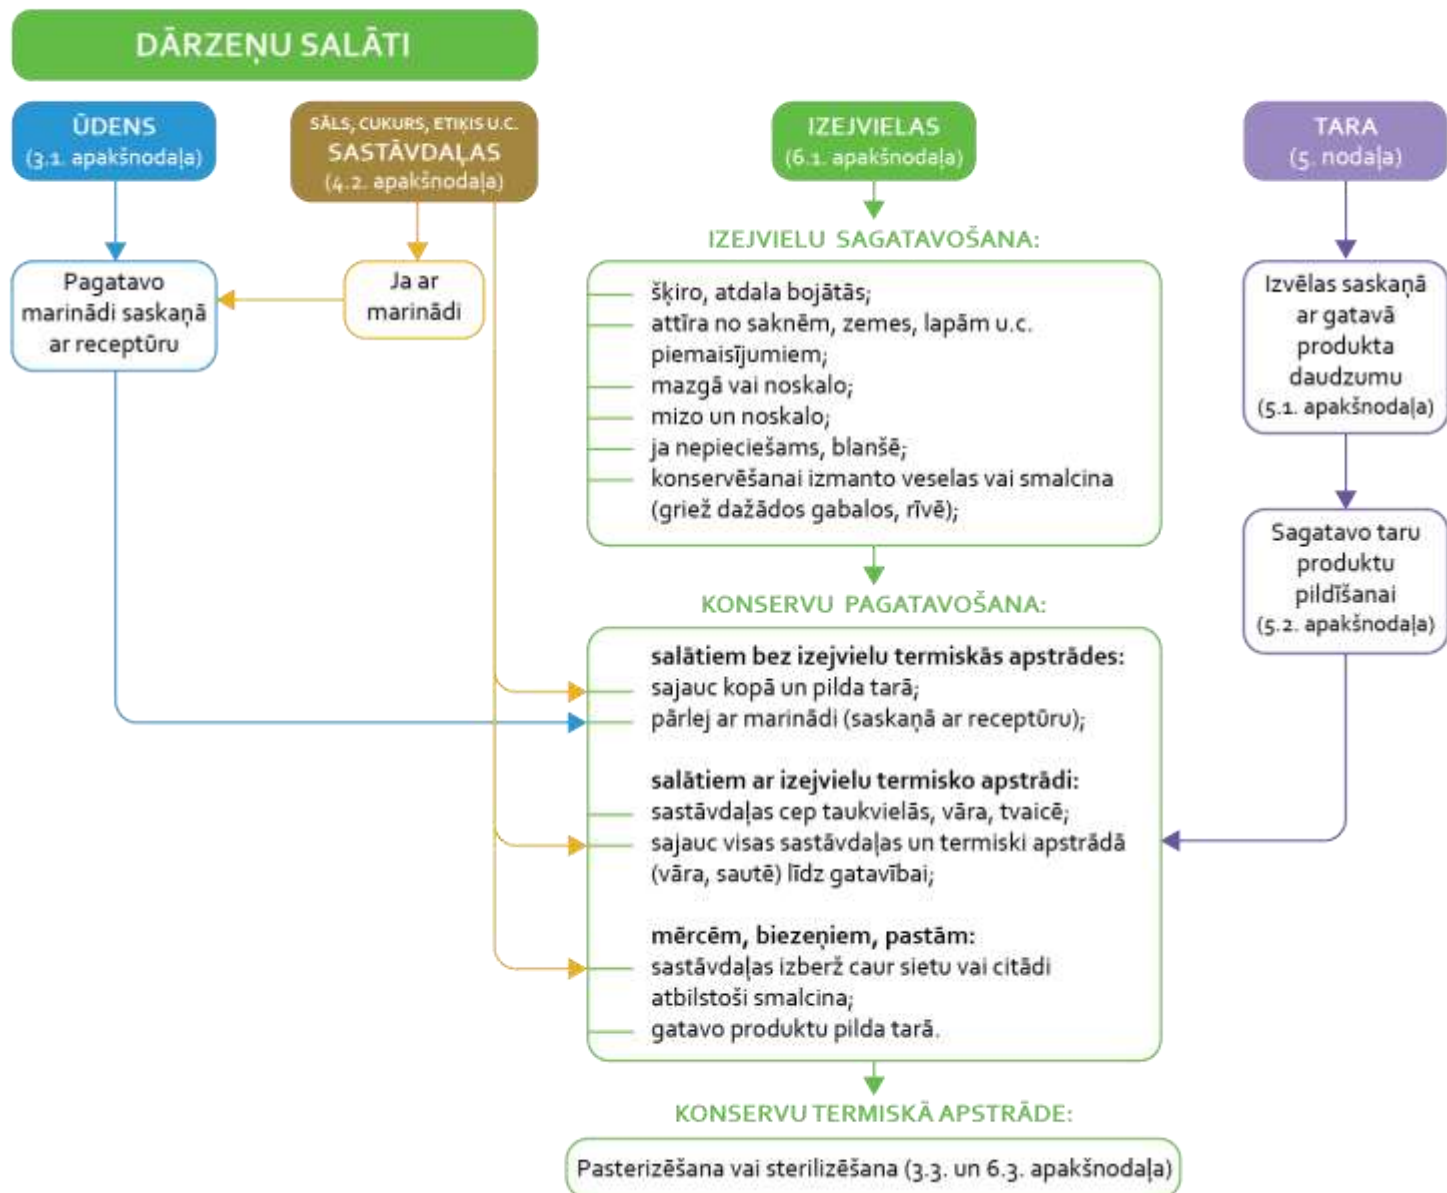 DĀRZEŅU SALĀTI
ŪDENS
(3.1. apakšnodaļa)
SĀLS, CUKURS, ETIĶIS U.C.
SASTĀVDAĻAS
(4.2. apakšnodaļa)
IZEJVIELAS
(6.1. apakšnodaļa)
TARA
(5. nodaļa)
Pagatavo
marinādi saskaņā
ar receptūru
Ja ar
marinādi
IZEJVIELU SAGATAVOŠANA:
šķiro, atdala bojātās;
attīra no saknēm, zemes, lapām u.c.
piemaisījumiem;
mazgā vai noskalo;
mizo un noskalo;
ja nepieciešams, blanšē;
konservēšanai izmanto veselas vai smalcina
(griež dažādos gabalos, rīvē);
Izvēlas saskaņā
ar gatavā
produkta
daudzumu
(5.1. apakšnodaļa)
Sagatavo taru
produktu
pildīšanai
(5.2. apakšnodaļa)
KONSERVU PAGATAVOŠANA:
salātiem bez izejvielu termiskās apstrādes:
sajauc kopā un pilda tarā;
pārlej ar marinādi (saskaņā ar receptūru);
salātiem ar izejvielu termisko apstrādi:
sastāvdaļas cep taukvielās, vāra, tvaicē;
sajauc visas sastāvdaļas un termiski apstrādā
(vāra, sautē) līdz gatavībai;
mērcēm, biezeņiem, pastām:
sastāvdaļas izberž caur sietu vai citādi
atbilstoši smalcina;
gatavo produktu pilda tarā.
KONSERVU TERMISKĀ APSTRĀDE:
Pasterizēšana vai sterilizēšana (3.3. un 6.3. apakšnodaļa)